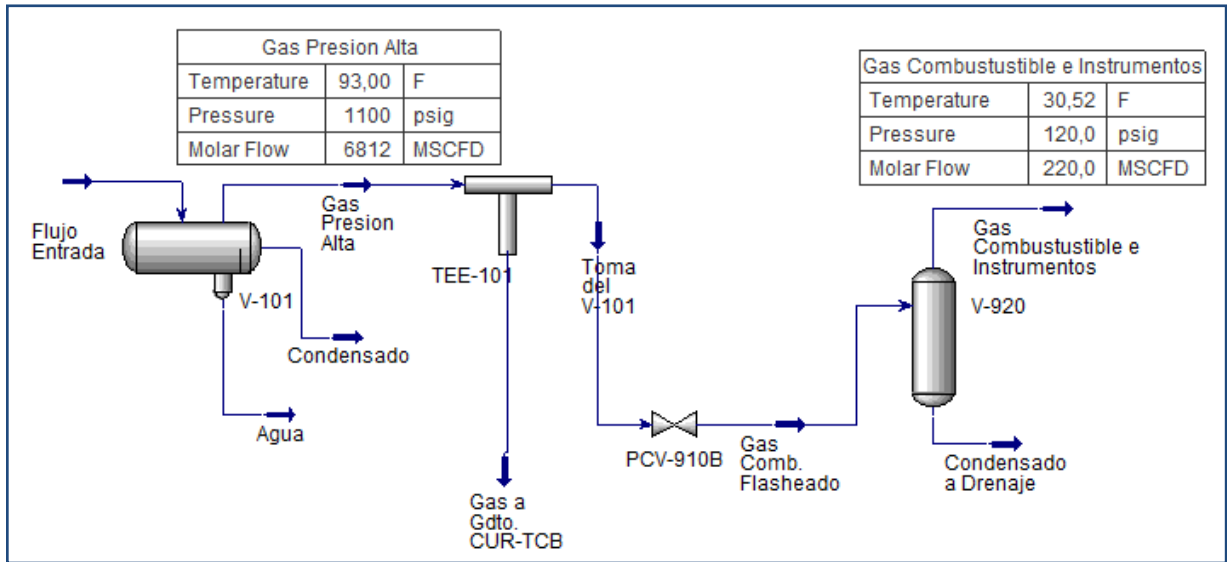 Gas Presion Alta
Temperature 93,00 F
Pressure 1100 psig
Molar Flow 6812 MSCFD
Gas Combustustible e Instrumentos
Temperature 30,52 F
Pressure 120,0 psig
Molar Flow 220,0 MSCFD
Flujo
Entrada
V-101
Gas
Presion
Alta
Condensado
Agua
TEE-101
Gas a
Gdto.
CUR-TCB
Toma
del
V-101
PCV-910B
Gas
Comb.
Flasheado
Gas
Combustustible e
Instrumentos
V-920
Condensado
a Drenaje